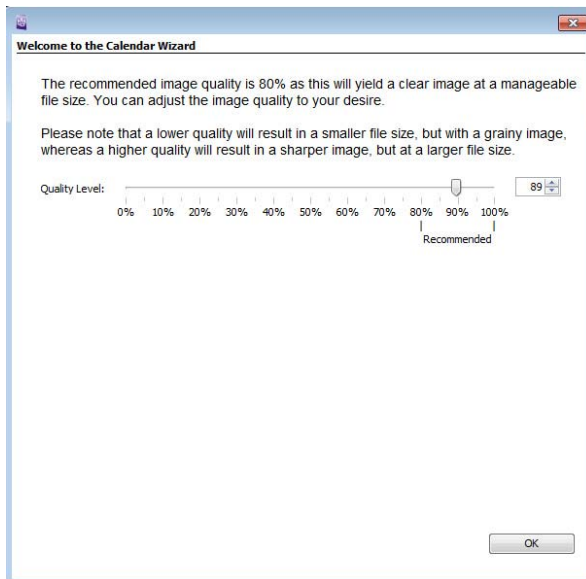 Welcome to the Calendar Wizard
The recommended image quality is 80% as this will yield a clear image at a manageable
file size. You can adjust the image quality to your desire.
Please note that a lower quality will result in a smaller file size, but with a grainy image,
whereas a higher quality will result in a sharper image, but at a larger file size.
Quality Level: 89
0% 10% 20% 30% 40% 50% 60% 70% 80% 90% 100%
Recommended
OK